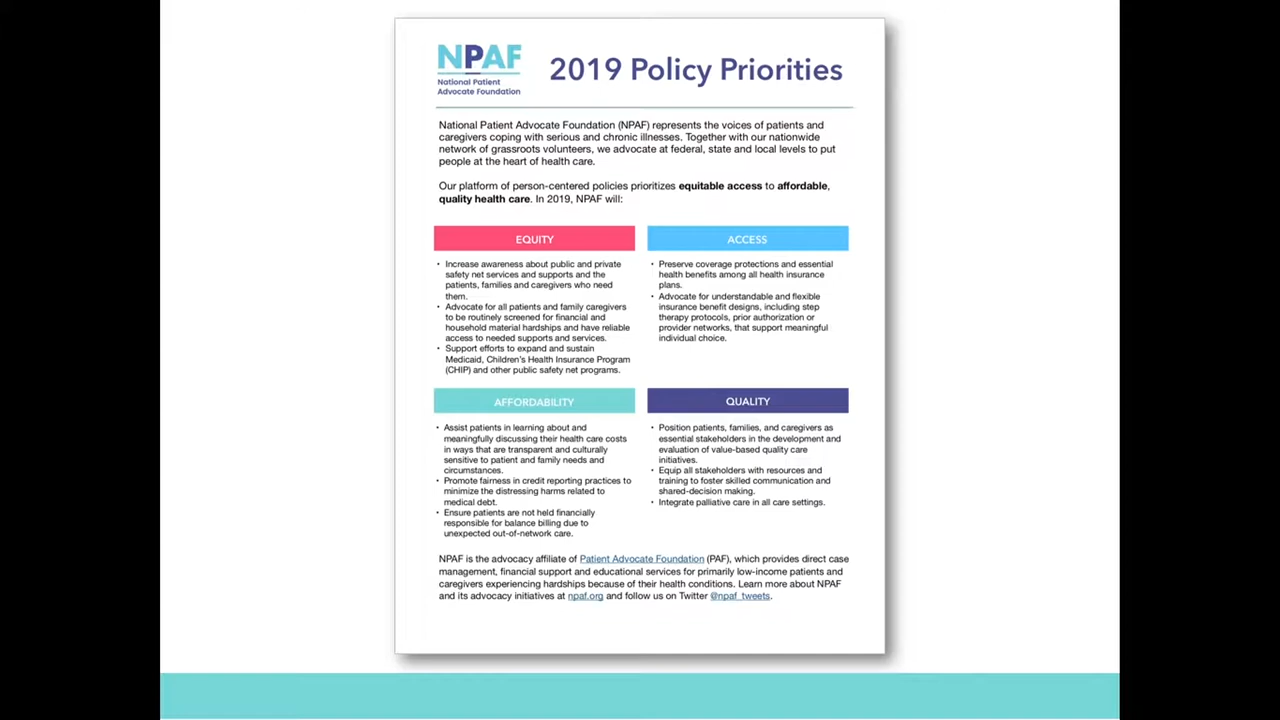 NPAF
National Patient
Advocate Foundation
2019 Policy Priorities
National Patient Advocate Foundation (NPAF) represents the voices of patients and
caregivers coping with serious and chronic illnesses. Together with our nationwide
network of grassroots volunteers, we advocate at federal, state and local levels to put
people at the heart of health care.
Our platform of person-centered policies prioritizes equitable access to affordable,
quality health care. In 2019, NPAF will:
EQUITY
• Increase awareness about public and private
safety net services and supports and the
patients, families and caregivers who need
them.
• Advocate for all patients and family caregivers
to be routinely screened for financial and
household material hardships and have reliable
access to needed supports and services.
• Support efforts to expand and sustain
Medicaid, Children's Health Insurance Program
(CHIP) and other public safety net programs.
ACCESS
• Preserve coverage protections and essential
health benefits among all health insurance
plans.
• Advocate for understandable and flexible
insurance benefit designs, including step
therapy protocols, prior authorization or
provider networks, that support meaningful
individual choice.
AFFORDABILITY
• Assist patients in learning about and
meaningfully discussing their health care costs
in ways that are transparent and culturally
sensitive to patient and family needs and
circumstances.
• Promote fairness in credit reporting practices to
minimize the distressing harms related to
medical debt.
• Ensure patients are not held financially
responsible for balance billing due to
unexpected out-of-network care.
QUALITY
• Position patients, families, and caregivers as
essential stakeholders in the development and
evaluation of value-based quality care
initiatives.
• Equip all stakeholders with resources and
training to foster skilled communication and
shared-decision making.
• Integrate palliative care in all care settings.
NPAF is the advocacy affiliate of Patient Advocate Foundation (PAF), which provides direct case
management, financial support and educational services for primarily low-income patients and
caregivers experiencing hardships because of their health conditions. Learn more about NPAF
and its advocacy initiatives at npaf.org and follow us on Twitter @npaf_tweets.